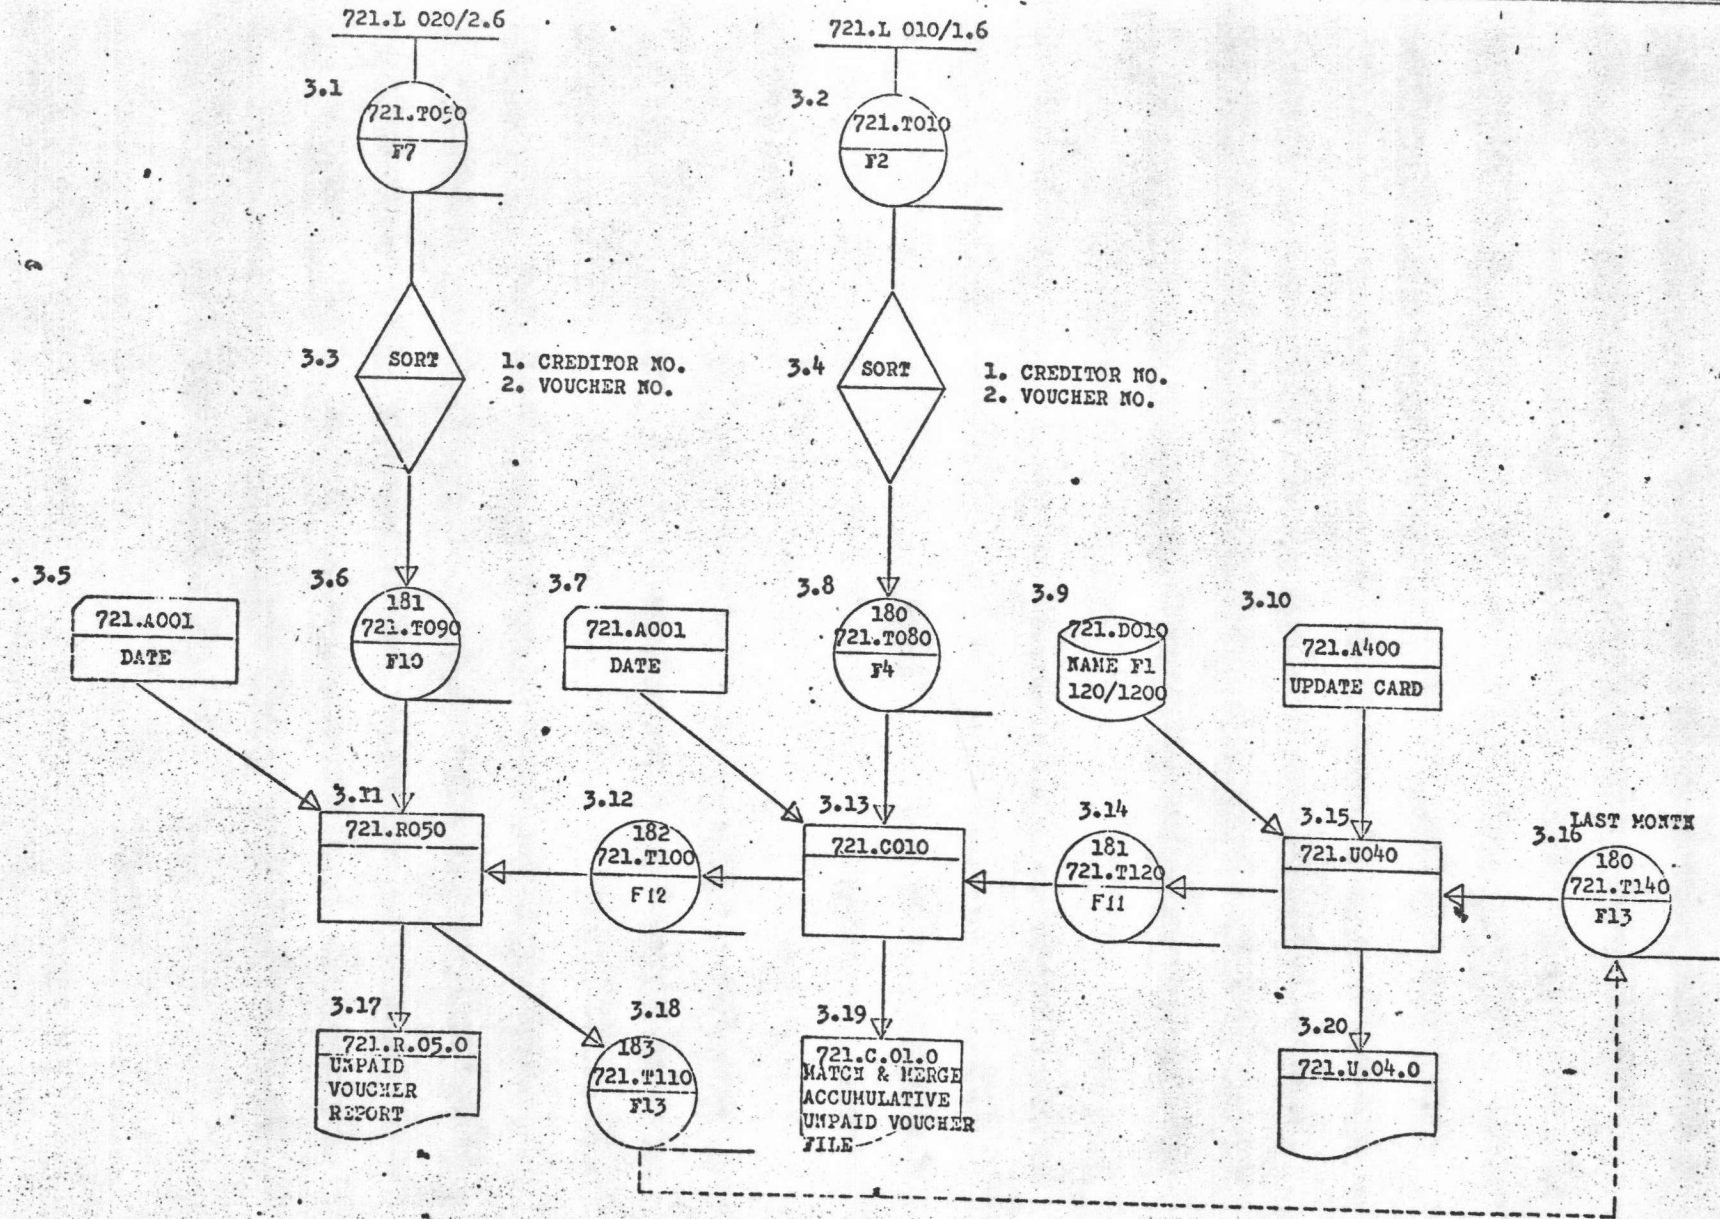 721.L 020/2.6
721.L 010/1.6
3.1
721.T050
F7
3.2
721.T010
F2
3.3
SORT
1. CREDITOR NO.
2. VOUCHER NO.
3.4
SORT
1. CREDITOR NO.
2. VOUCHER NO.
3.5
721.A001
DATE
3.6
181
721.T090
F10
3.7
721.A001
DATE
3.8
180
721.T080
F4
3.9
721.D010
NAME F1
120/1200
3.10
721.A400
UPDATE CARD
3.11
721.R050
3.12
182
721.T100
F12
3.13
721.C010
3.14
181
721.T120
F11
3.15
721.U040
3.16
LAST MONTH
180
721.T140
F13
3.17
721.R.05.0
UNPAID
VOUCHER
REPORT
3.18
183
721.T110
F13
3.19
721.C.01.0
MATCH & MERGE
ACCUMULATIVE
UNPAID VOUCHER
FILE
3.20
721.U.04.0